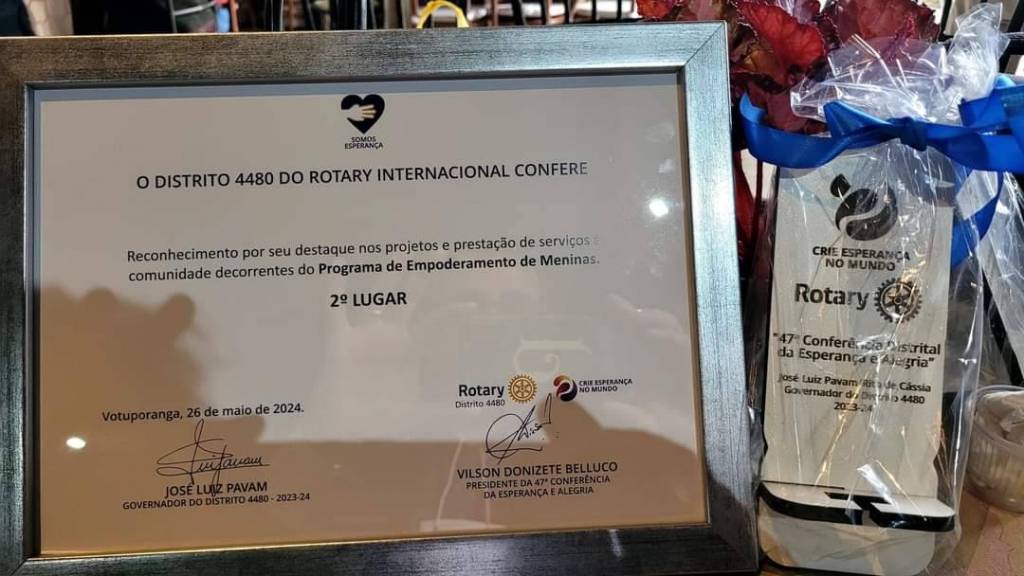 SOMOS
ESPERANÇA
O DISTRITO 4480 DO ROTARY INTERNACIONAL CONFERE
Reconhecimento por seu destaque nos projetos e prestação de serviços
comunidade decorrentes do Programa de Empoderamento de Meninas.
2º LUGAR
Votuporanga, 26 de maio de 2024.
JOSÉ LUIZ PAVAM
GOVERNADOR DO DISTRITO 4480 - 2023-24
Rotary
Distrito 4480
CRIE ESPERANÇA
NO MUNDO
VILSON DONIZETE BELLUCO
PRESIDENTE DA 47ª CONFERÊNCIA
DA ESPERANÇA E ALEGRIA
CRIE ESPERANÇA
NO MUNDO
Rotary
"47ª Conferência Distrital
da Esperança e Alegria"
José Luiz Pavam/Rita de Cássia
Governador do Distrito 4480
2023-24